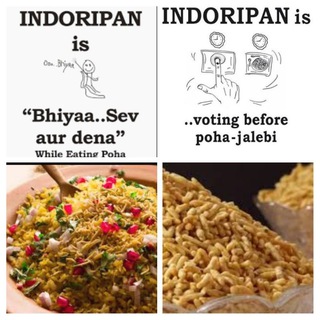 INDORIPAN
is
"Bhiyaa..Sev
aur dena"
While Eating Poha
INDORIPAN is
..voting before
poha-jalebi